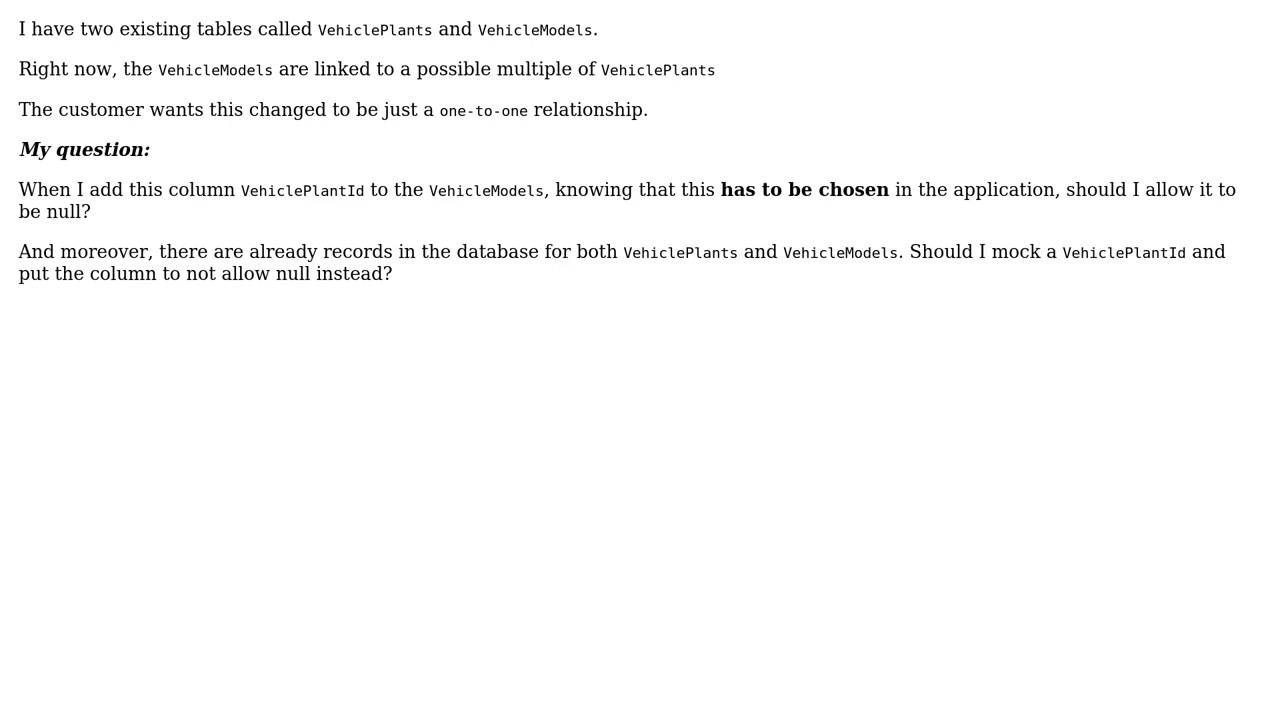 I have two existing tables called VehiclePlants and VehicleModels.
Right now, the VehicleModels are linked to a possible multiple of VehiclePlants
The customer wants this changed to be just a one-to-one relationship.
My question:
When I add this column VehiclePlantId to the VehicleModels, knowing that this has to be chosen in the application, should I allow it to
be null?
And moreover, there are already records in the database for both VehiclePlants and VehicleModels. Should I mock a VehiclePlantId and
put the column to not allow null instead?